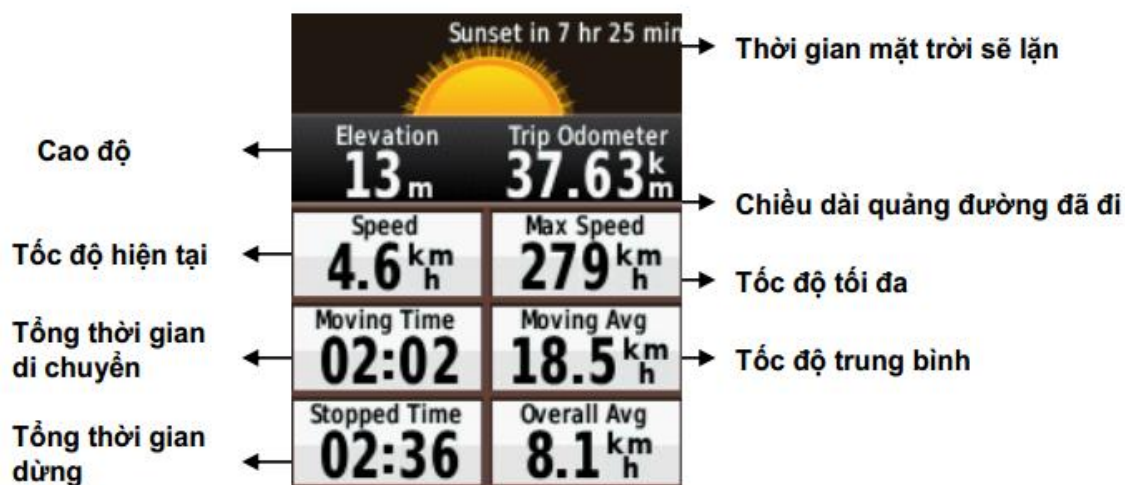 Sunset in 7 hr 25 min
Thời gian mặt trời sẽ lặn
Cao độ
Elevation
13 m
Trip Odometer
37.63 km
Chiều dài quảng đường đã đi
Tốc độ hiện tại
Speed
4.6 km h
Max Speed
279 km h
Tốc độ tối đa
Tổng thời gian
di chuyển
Moving Time
02:02
Moving Avg
18.5 km h
Tốc độ trung bình
Tổng thời gian
dừng
Stopped Time
02:36
Overall Avg
8.1 km h